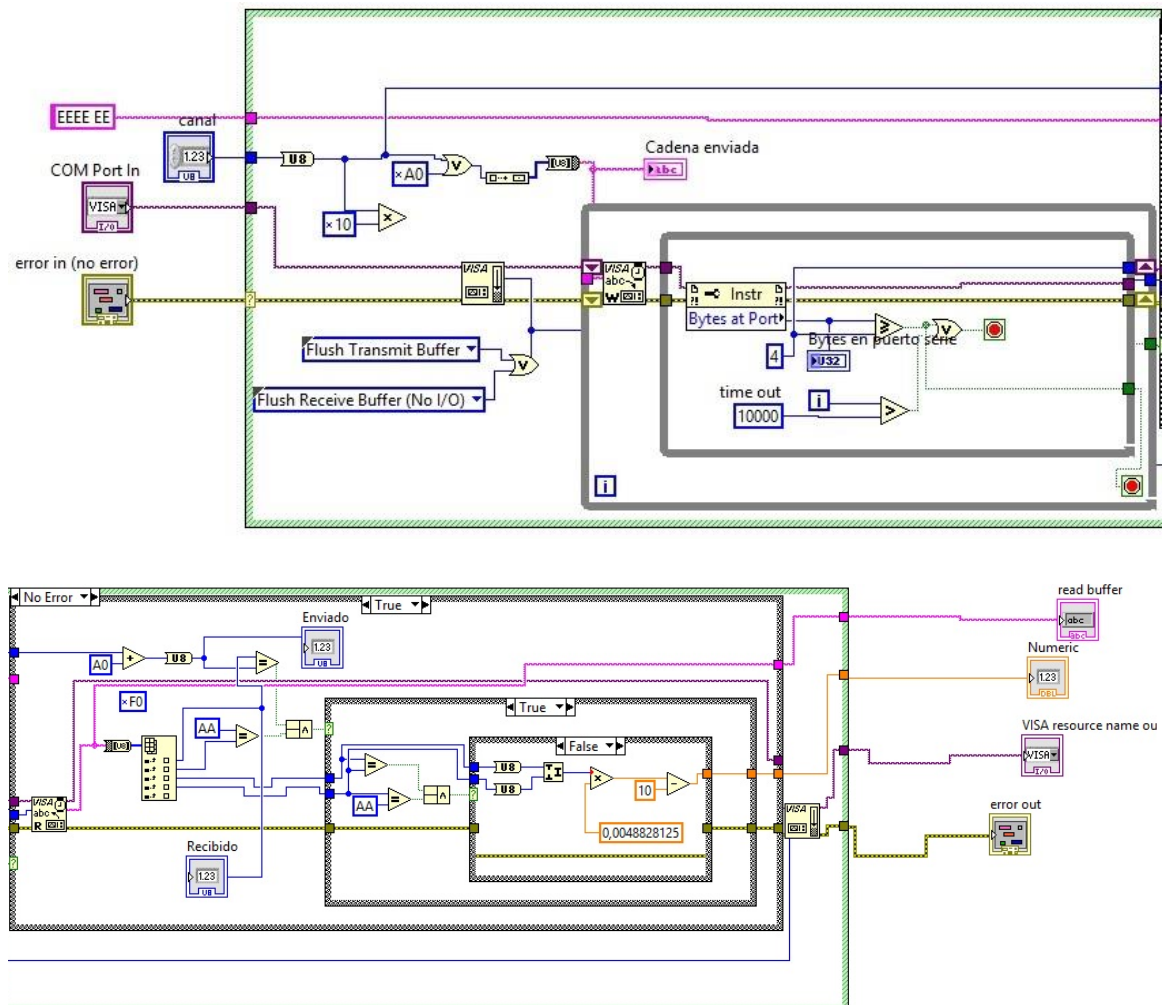 EEEE EE
canal
1.23
U8
COM Port In
VISA
I/O
error in (no error)
U8
×10
×
×A0
V
[U8]
Cadena enviada
abc
?
VISA
Flush Transmit Buffer
Flush Receive Buffer (No I/O)
V
VISA
abc
W
Instr
Bytes at Port
4
Bytes en puerto serie
U32
time out
10000
i
>
≥
V
i
No Error
True
Enviado
1.23
U8
A0
+
U8
=
×F0
AA
=
^
[U8]
VISA
abc
R
Recibido
1.23
U8
?
True
?
=
AA
=
^
?
False
U8
U8
×
10
-
0,0048828125
VISA
read buffer
abc
abc
Numeric
1.23
DBL
VISA resource name ou
VISA
I/O
error out